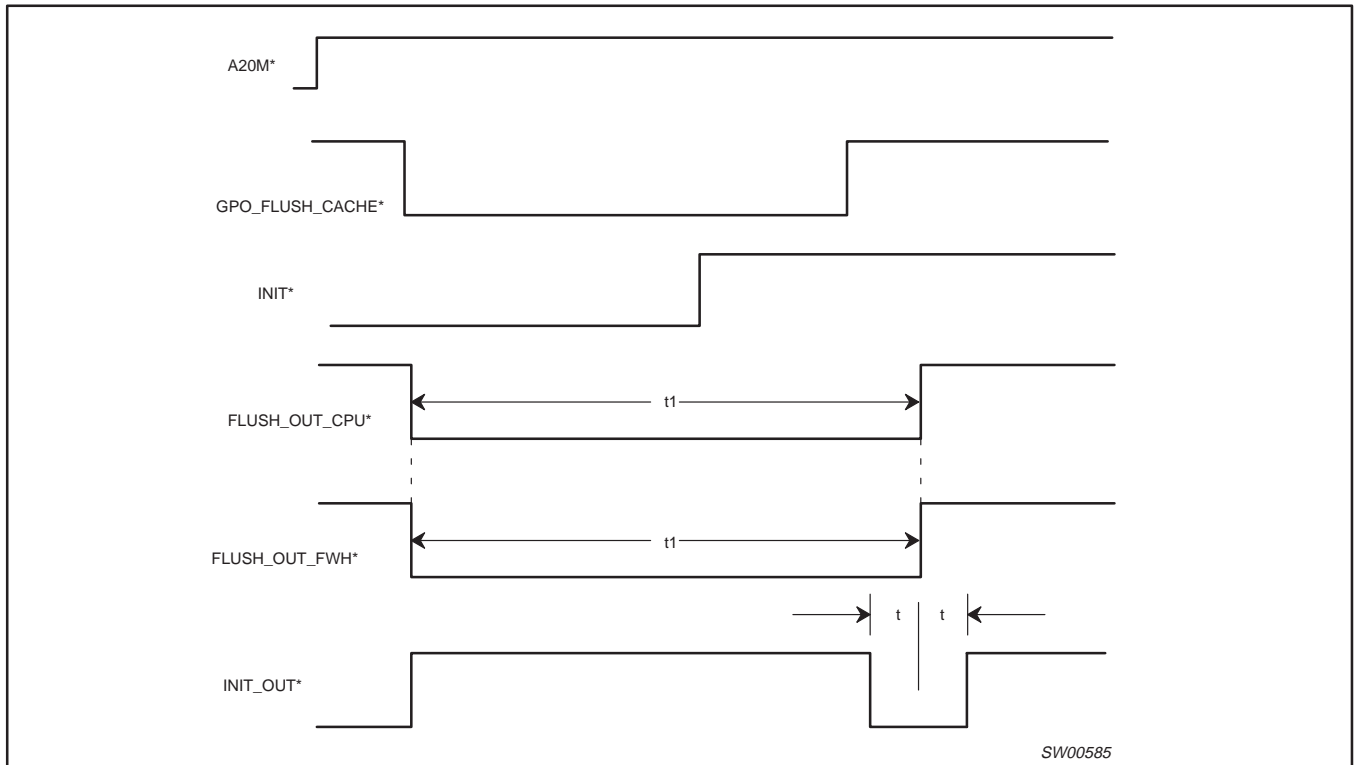 A20M*
GPO_FLUSH_CACHE*
INIT*
t1
FLUSH_OUT_CPU*
t1
FLUSH_OUT_FWH*
t t
INIT_OUT*
SW00585